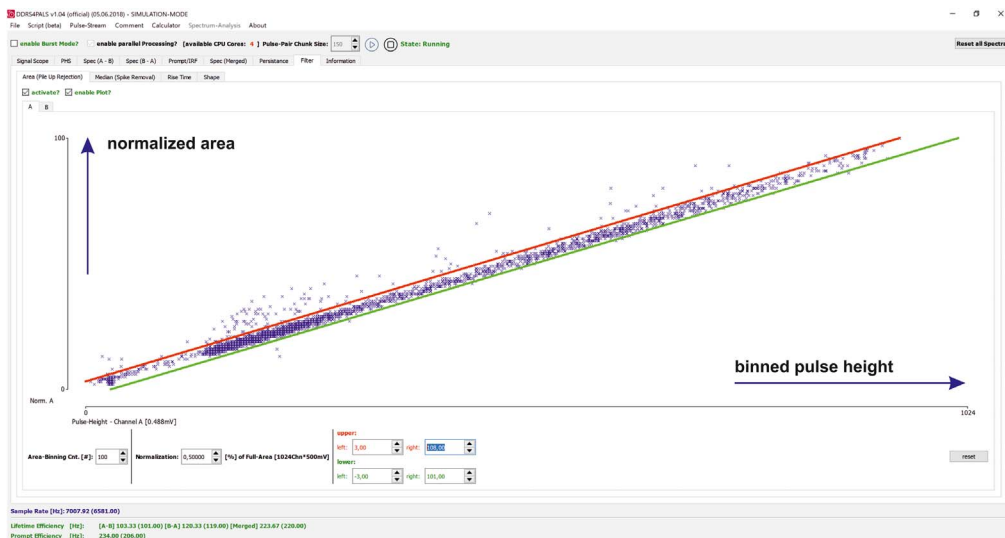 DDRS4PALS v1.04 (official) (05.06.2018) - SIMULATION-MODE
File Script (beta) Pulse-Stream Comment Calculator Spectrum-Analysis About
enable Burst Mode? enable parallel Processing? [available CPU Cores: 4 ] Pulse-Pair Chunk Size: 150 State: Running Reset all Spectra
Signal Scope PHS Spec (A - B) Spec (B - A) Prompt/IRF Spec (Merged) Persistance Filter Information
Area (Pile Up Rejection) Median (Spike Removal) Rise Time Shape
activate? enable Plot?
A B
100
normalized area
binned pulse height
0
Norm. A
0 1024
Pulse-Height - Channel A [0.488mV]
upper:
left: 3,00 right:
Area-Binning Cnt. [#]: 100 Normalization: 0,50000 [%] of Full-Area [1024Chn*500mV] reset
lower:
left: -3,00 right: 101,00
Sample Rate [Hz]: 7007.92 (6581.00)
Lifetime Efficiency [Hz]: [A-B] 103.33 (101.00) [B-A] 120.33 (119.00) [Merged] 223.67 (220.00)
Prompt Efficiency [Hz]: 234.00 (206.00)